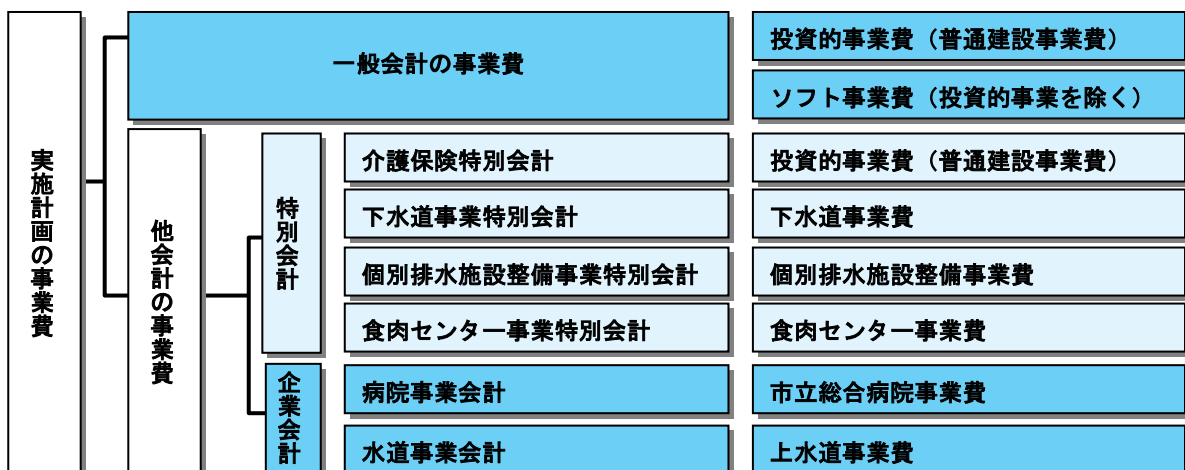 実施計画の事業費
一般会計の事業費
投資的事業費（普通建設事業費）
ソフト事業費（投資的事業を除く）
他会計の事業費
特別会計
介護保険特別会計
投資的事業費（普通建設事業費）
下水道事業特別会計
下水道事業費
個別排水施設整備事業特別会計
個別排水施設整備事業費
食肉センター事業特別会計
食肉センター事業費
企業会計
病院事業会計
市立総合病院事業費
水道事業会計
上水道事業費